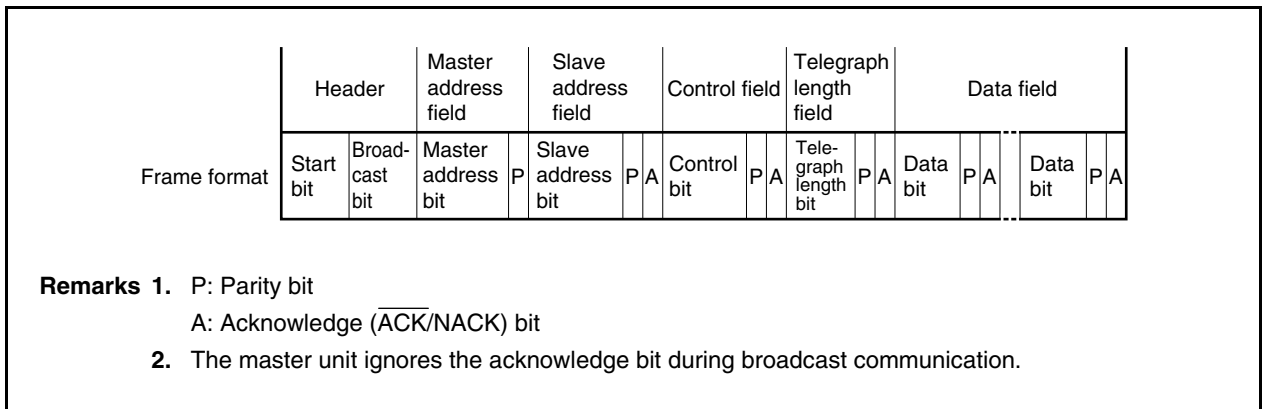 Header
Master
address
field
Slave
address
field
Control field
Telegraph
length
field
Data field
Frame format
Start
bit
Broad-
cast
bit
Master
address
bit
P
Slave
address
bit
P
A
Control
bit
P
A
Tele-
graph
length
bit
P
A
Data
bit
P
A
Data
bit
P
A
Remarks 1. P: Parity bit
A: Acknowledge (A̅C̅K̅/NACK) bit
2. The master unit ignores the acknowledge bit during broadcast communication.